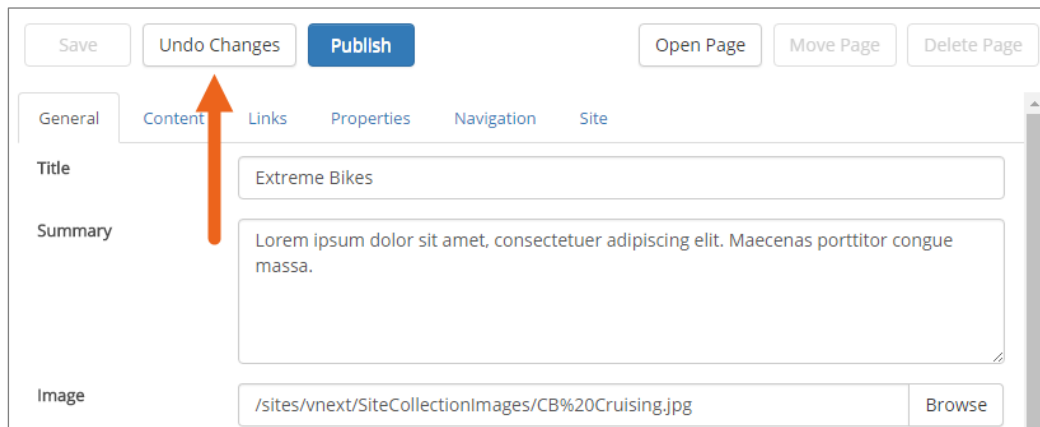 Save Undo Changes Publish Open Page Move Page Delete Page
General Content Links Properties Navigation Site
Title Extreme Bikes
Summary Lorem ipsum dolor sit amet, consectetuer adipiscing elit. Maecenas porttitor congue
massa.
Image /sites/vnext/SiteCollectionImages/CB%20Cruising.jpg Browse